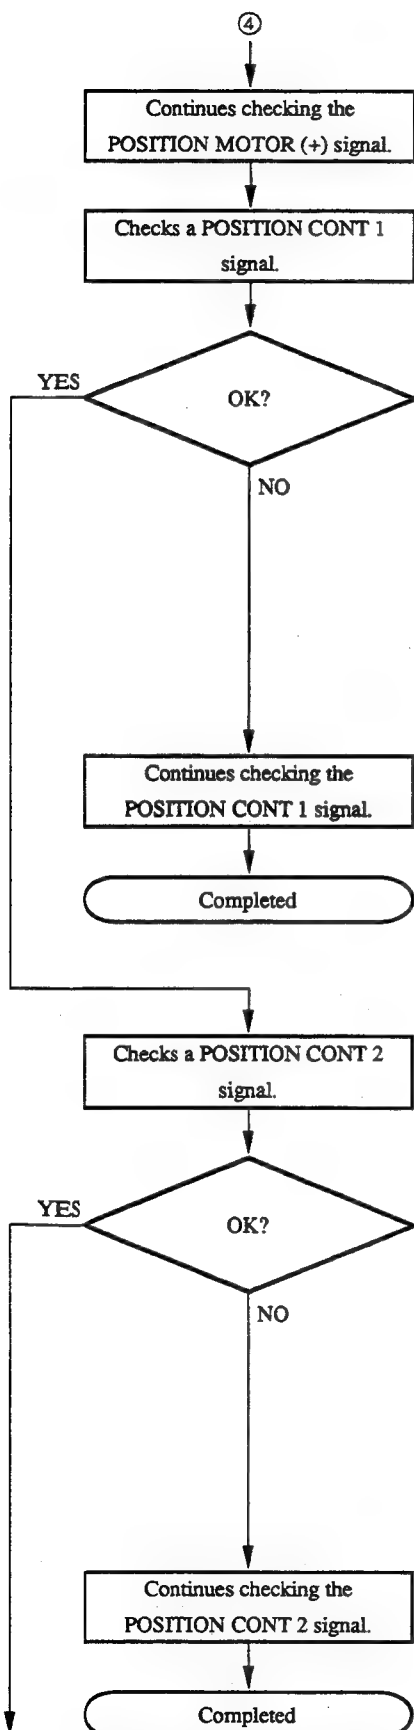 ④
Continues checking the
POSITION MOTOR (+) signal.
Checks a POSITION CONT 1
signal.
YES
OK?
NO
Continues checking the
POSITION CONT 1 signal.
Completed
Checks a POSITION CONT 2
signal.
YES
OK?
NO
Continues checking the
POSITION CONT 2 signal.
Completed